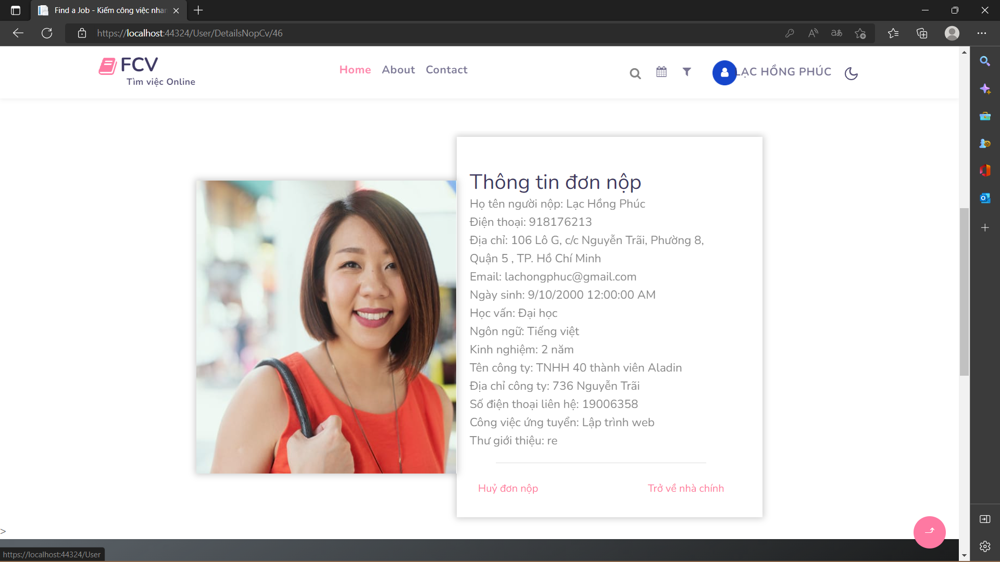 Find a Job - Kiếm công việc nhan
https://localhost:44324/User/DetailsNopCv/46
FCV
Tìm việc Online
Home
About
Contact
LẠC HỒNG PHÚC
Thông tin đơn nộp
Họ tên người nộp: Lạc Hồng Phúc
Điện thoại: 918176213
Địa chỉ: 106 Lô G, c/c Nguyễn Trãi, Phường 8,
Quận 5 , TP. Hồ Chí Minh
Email: lachongphuc@gmail.com
Ngày sinh: 9/10/2000 12:00:00 AM
Học vấn: Đại học
Ngôn ngữ: Tiếng việt
Kinh nghiệm: 2 năm
Tên công ty: TNHH 40 thành viên Aladin
Địa chỉ công ty: 736 Nguyễn Trãi
Số điện thoại liên hệ: 19006358
Công việc ứng tuyển: Lập trình web
Thư giới thiệu: re
Huỷ đơn nộp
Trở về nhà chính
>
https://localhost:44324/User